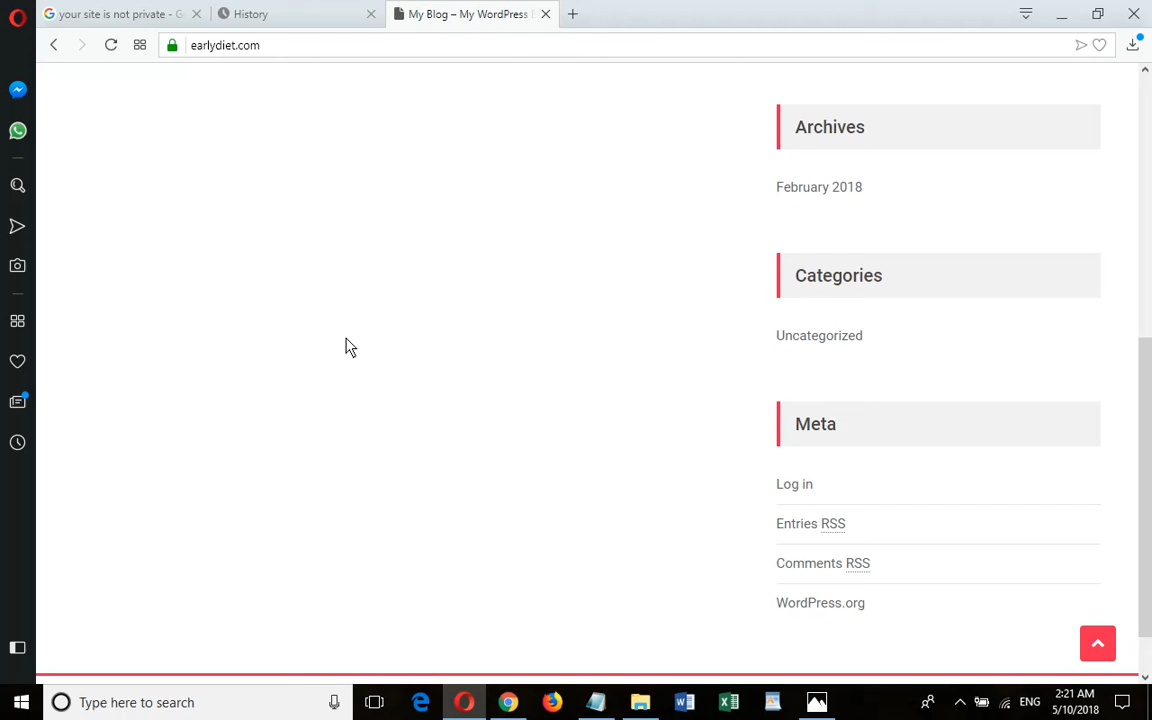 your site is not private - G
History
My Blog – My WordPress
earlydiet.com
Archives
February 2018
Categories
Uncategorized
Meta
Log in
Entries RSS
Comments RSS
WordPress.org
Type here to search
ENG
2:21 AM
5/10/2018